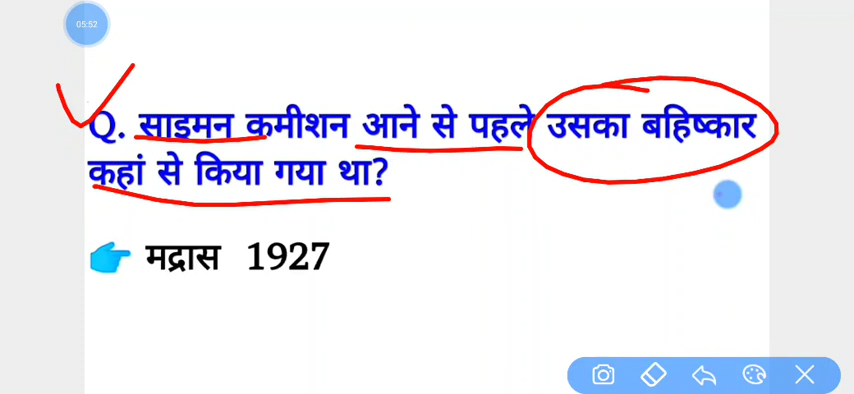 05:52
Q. साइमन कमीशन आने से पहले उसका बहिष्कार
कहां से किया गया था?
👉 मद्रास 1927